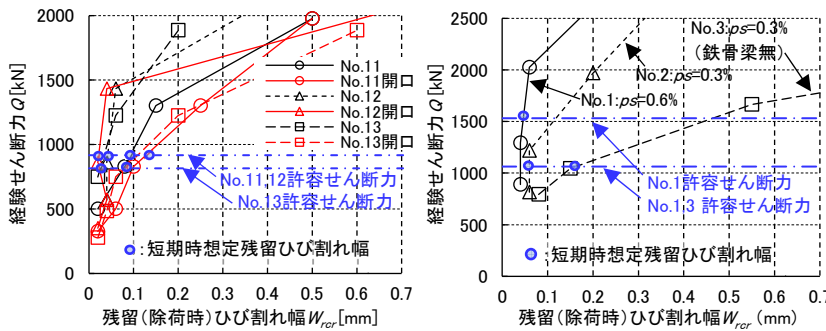 経験せん断力 Q [kN]
2000
1500
1000
500
0
No.11
No.11開口
No.12
No.12開口
No.13
No.13開口
No.11,12許容せん断力
No.13許容せん断力
:短期時想定残留ひび割れ幅
0 0.1 0.2 0.3 0.4 0.5 0.6 0.7
残留(除荷時)ひび割れ幅Wrcr[mm]
経験せん断力 Q [kN]
2500
2000
1500
1000
500
0
No.3:ps=0.3%
(鉄骨梁無)
No.2:ps=0.3%
No.1:ps=0.6%
No.1許容せん断力
No.1.3 許容せん断力
:短期時想定残留ひび割れ幅
0 0.1 0.2 0.3 0.4 0.5 0.6 0.7
残留(除荷時)ひび割れ幅Wrcr (mm)